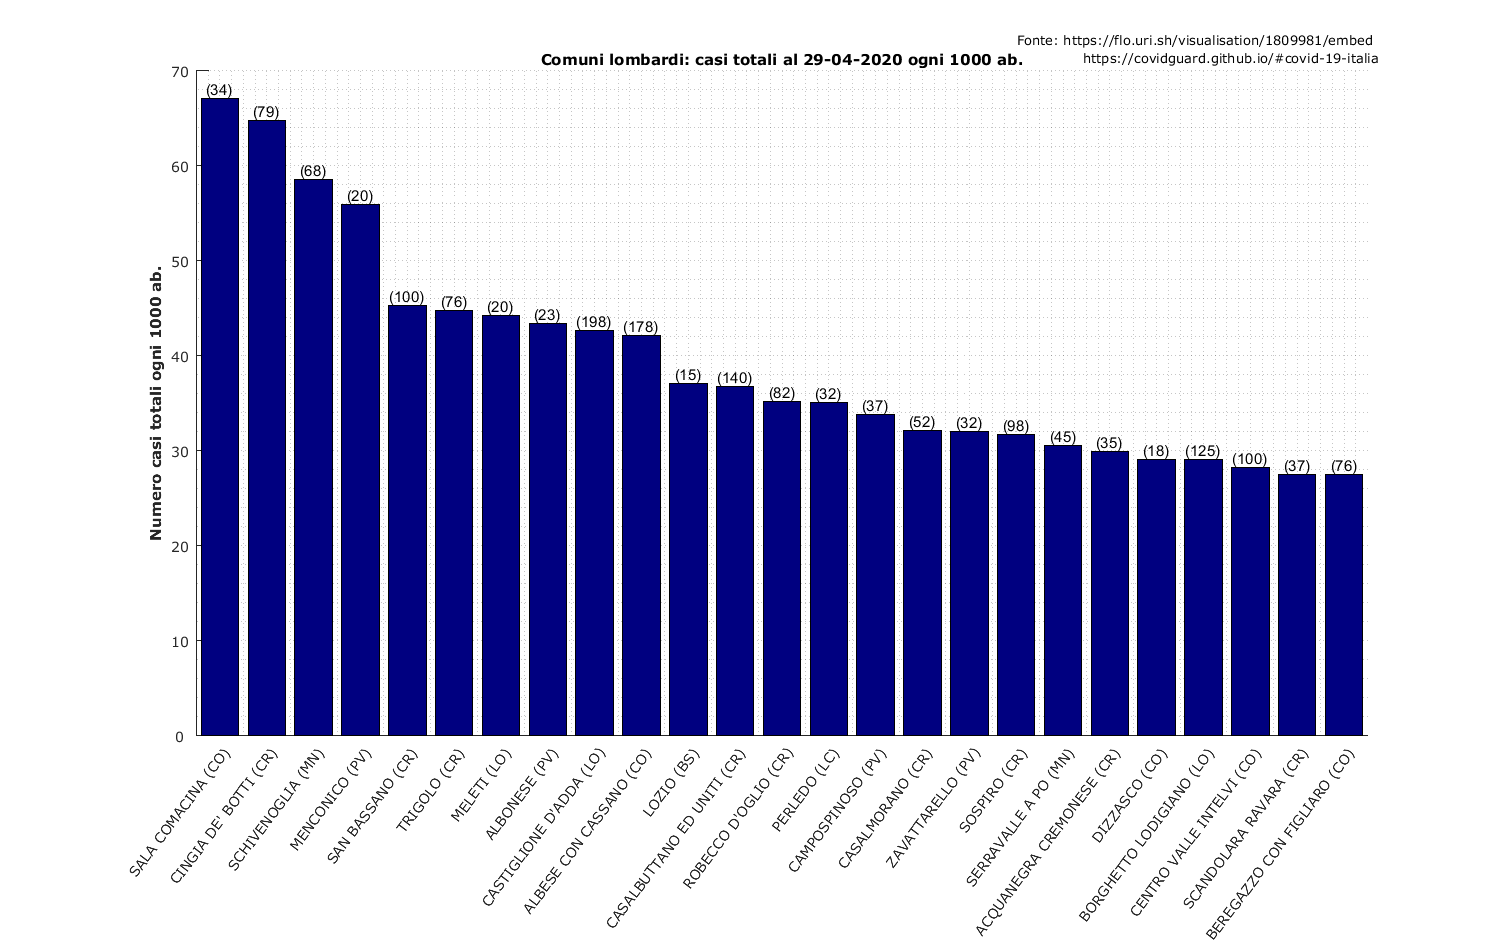 Fonte: https://flo.uri.sh/visualisation/1809981/embed
Comuni lombardi: casi totali al 29-04-2020 ogni 1000 ab.
https://covidguard.github.io/#covid-19-italia
Numero casi totali ogni 1000 ab.
70
60
50
40
30
20
10
0
(34)
(79)
(68)
(20)
(100)
(76)
(20)
(23)
(198)
(178)
(15)
(140)
(82)
(32)
(37)
(52)
(32)
(98)
(45)
(35)
(18)
(125)
(100)
(37)
(76)
SALA COMACINA (CO)
CINGIA DE' BOTTI (CR)
SCHIVENOGLIA (MN)
MENCONICO (PV)
SAN BASSANO (CR)
TRIGOLO (CR)
MELETI (LO)
ALBONESE (PV)
CASTIGLIONE D'ADDA (LO)
ALBESE CON CASSANO (CO)
LOZIO (BS)
CASALBUTTANO ED UNITI (CR)
ROBECCO D'OGLIO (CR)
PERLEDO (LC)
CAMPOSPINOSO (PV)
CASALMORANO (CR)
ZAVATTARELLO (PV)
SOSPIRO (CR)
SERRAVALLE A PO (MN)
ACQUANEGRA CREMONESE (CR)
DIZZASCO (CO)
BORGHETTO LODIGIANO (LO)
CENTRO VALLE INTELVI (CO)
SCANDOLARA RAVARA (CR)
BEREGAZZO CON FIGLIARO (CO)